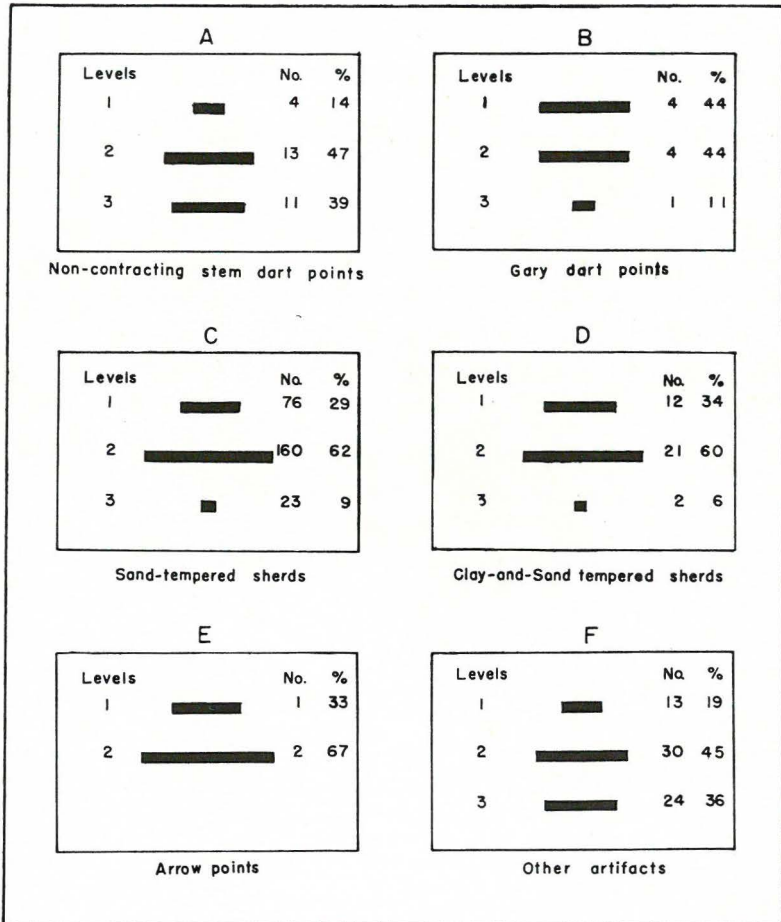 A
Levels No. %
1 4 14
2 13 47
3 11 39
Non-contracting stem dart points
B
Levels No. %
1 4 44
2 4 44
3 1 11
Gary dart points
C
Levels No. %
1 76 29
2 160 62
3 23 9
Sand-tempered sherds
D
Levels No. %
1 12 34
2 21 60
3 2 6
Clay-and-Sand tempered sherds
E
Levels No. %
1 1 33
2 2 67
Arrow points
F
Levels No. %
1 13 19
2 30 45
3 24 36
Other artifacts